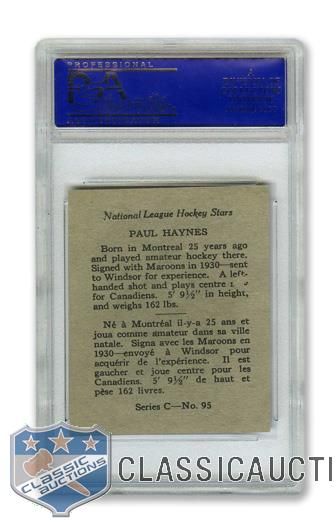 PROFESSIONAL
PSA
National League Hockey Stars
PAUL HAYNES
Born in Montreal 25 years ago
and played amateur hockey there.
Signed with Maroons in 1930—sent
to Windsor for experience. A left-
handed shot and plays centre
for Canadiens. 5' 9½" in height,
and weighs 162 lbs.
Né à Montréal il-y-a 25 ans et
joua comme amateur dans sa ville
natale. Signa avec les Maroons en
1930—envoyé à Windsor pour
acquérir de l'expérience. Il est
gaucher et joue centre pour les
Canadiens. 5' 9½" de haut et
pèse 162 livres.
Series C—No. 95
CLASSIC
AUCTIONS
CLASSICAUCTI